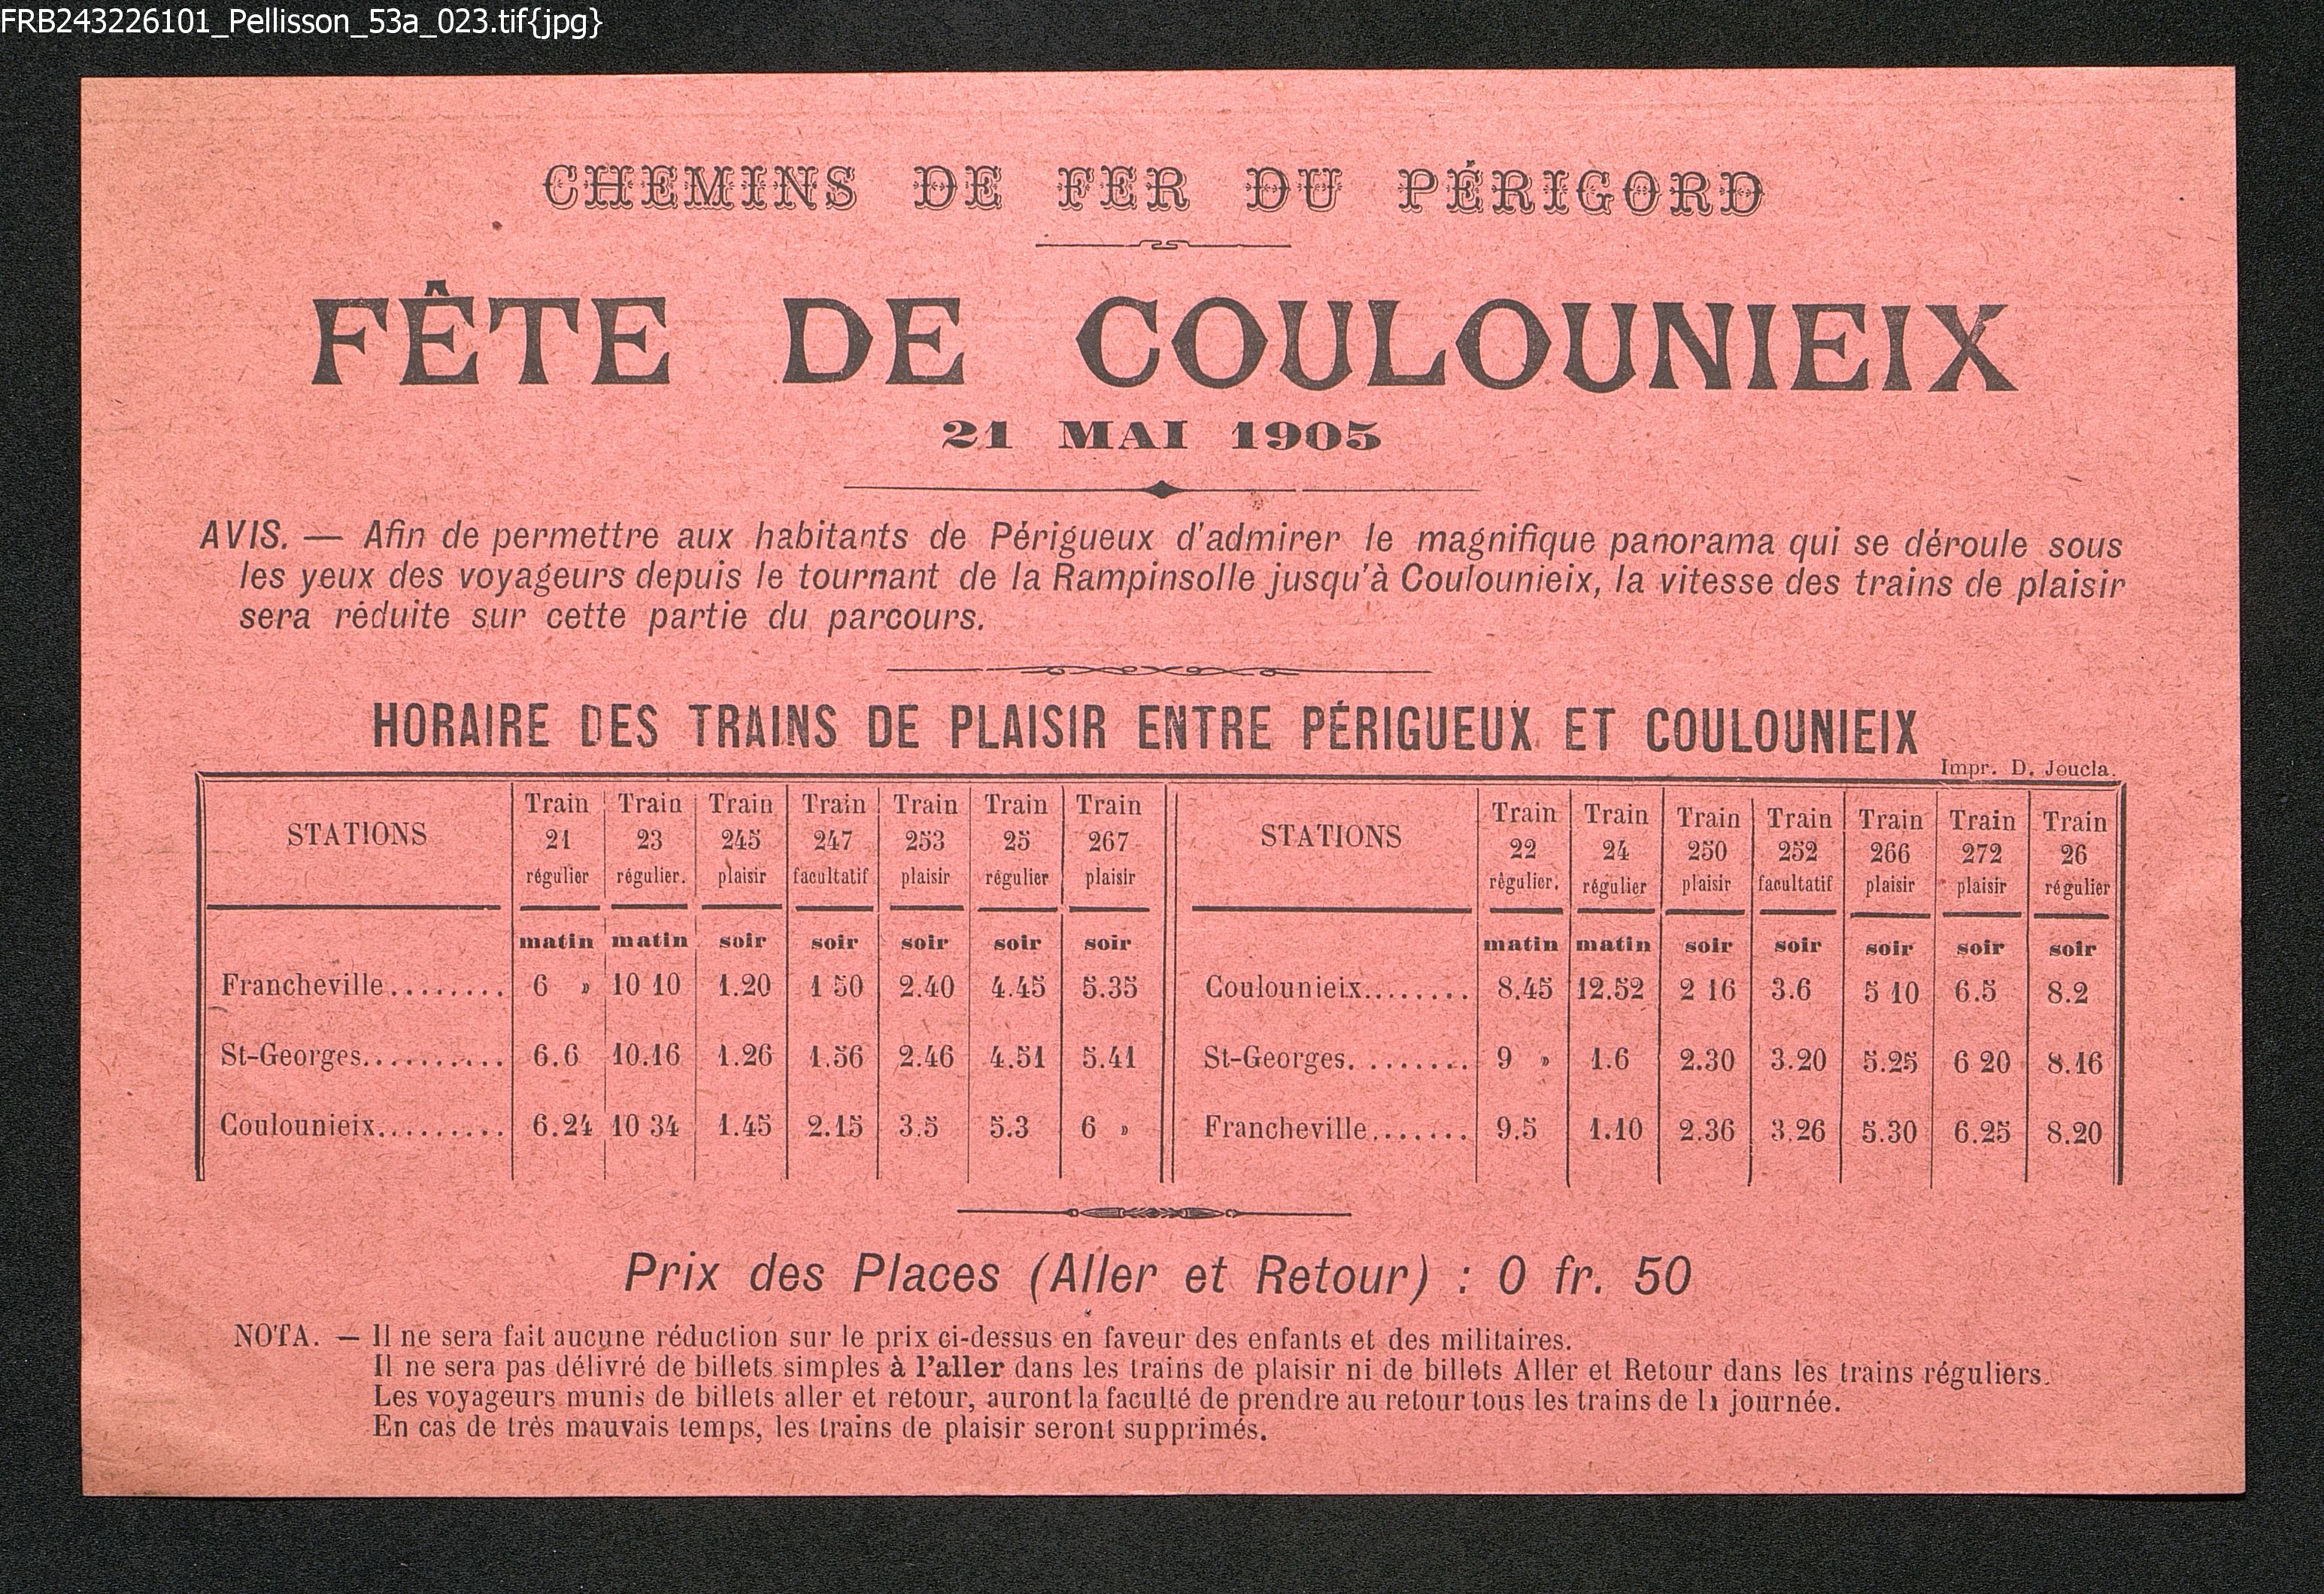 FRB243226101_Pellisson_53a_023.tif{jpg}
CHEMINS DE FER DU PÉRIGORD
FÊTE DE COULOUNIEIX
21 MAI 1905
AVIS. — Afin de permettre aux habitants de Périgueux d'admirer le magnifique panorama qui se déroule sous
les yeux des voyageurs depuis le tournant de la Rampinsolle jusqu'à Coulounieix, la vitesse des trains de plaisir
sera réduite sur cette partie du parcours.
HORAIRE DES TRAINS DE PLAISIR ENTRE PÉRIGUEUX ET COULOUNIEIX
Impr. D. Joucla.
STATIONS Train 21 régulier Train 23 régulier. Train 245 plaisir Train 247 facultatif Train 253 plaisir Train 25 régulier Train 267 plaisir
matin matin soir soir soir soir soir
Francheville........ 6 » 10 10 1.20 1 50 2.40 4.45 5.35
St-Georges.......... 6.6 10.16 1.26 1.56 2.46 4.51 5.41
Coulounieix......... 6.24 10 34 1.45 2.15 3.5 5.3 6 »
STATIONS Train 22 régulier. Train 24 régulier Train 250 plaisir Train 252 facultatif Train 266 plaisir Train 272 plaisir Train 26 régulier
matin matin soir soir soir soir soir
Coulounieix........ 8.45 12.52 2 16 3.6 5 10 6.5 8.2
St-Georges. ....... 9 » 1.6 2.30 3.20 5.25 6 20 8.16
Francheville....... 9.5 1.10 2.36 3.26 5.30 6.25 8.20
Prix des Places (Aller et Retour) : 0 fr. 50
NOTA. — Il ne sera fait aucune réduction sur le prix ci-dessus en faveur des enfants et des militaires.
Il ne sera pas délivré de billets simples à l'aller dans les trains de plaisir ni de billets Aller et Retour dans les trains réguliers.
Les voyageurs munis de billets aller et retour, auront la faculté de prendre au retour tous les trains de la journée.
En cas de très mauvais temps, les trains de plaisir seront supprimés.